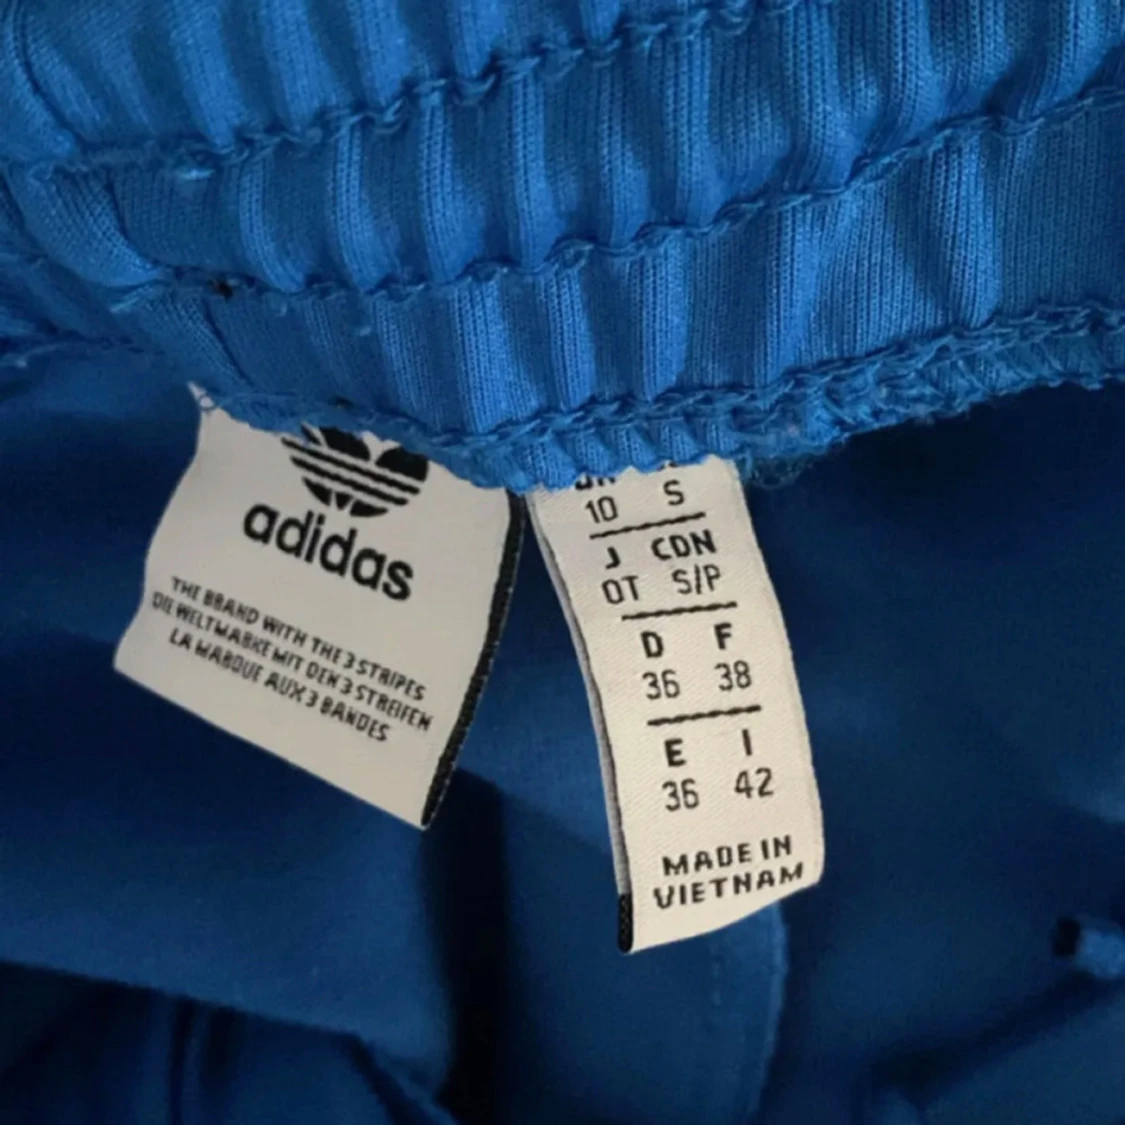 adidas
THE BRAND WITH THE 3 STRIPES
DIE WELTMARKE MIT DEN 3 STREIFEN
LA MARQUE AUX 3 BANDES
10 S
J CDN
OT S/P
D F
36 38
E I
36 42
MADE IN
VIETNAM